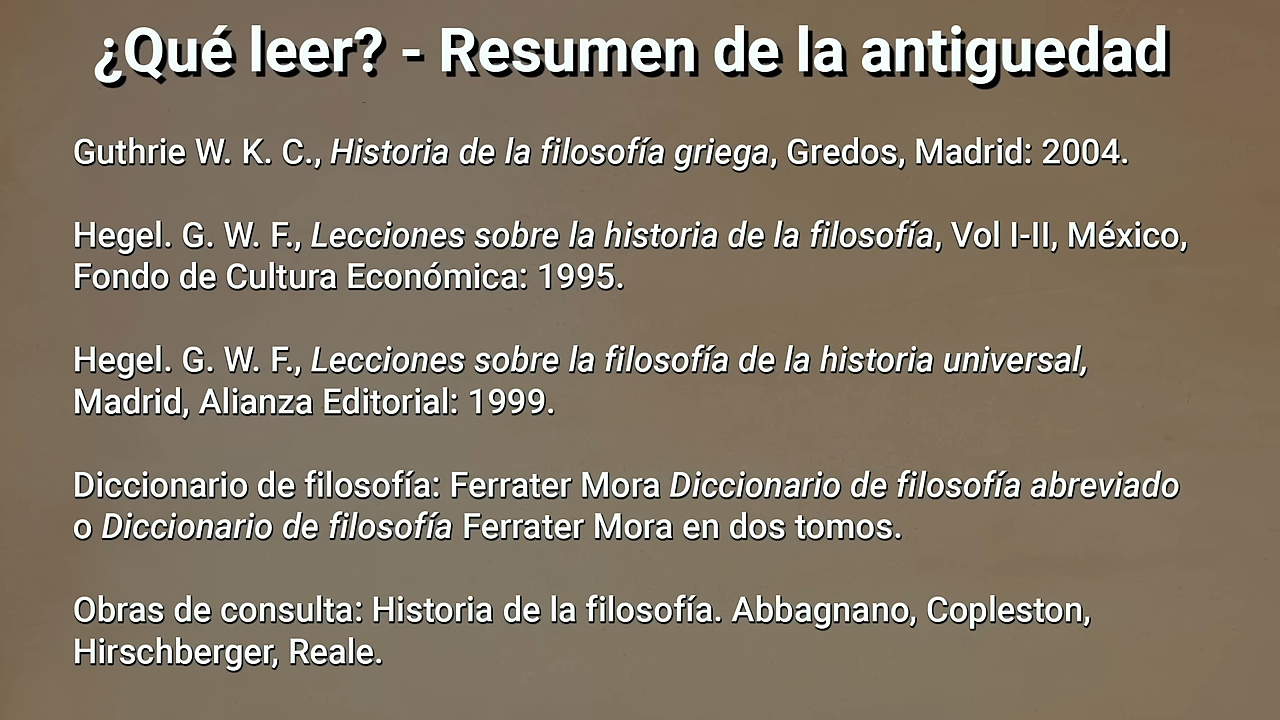 ¿Qué leer? - Resumen de la antiguedad
Guthrie W. K. C., Historia de la filosofía griega, Gredos, Madrid: 2004.
Hegel. G. W. F., Lecciones sobre la historia de la filosofía, Vol I-II, México,
Fondo de Cultura Económica: 1995.
Hegel. G. W. F., Lecciones sobre la filosofía de la historia universal,
Madrid, Alianza Editorial: 1999.
Diccionario de filosofía: Ferrater Mora Diccionario de filosofía abreviado
o Diccionario de filosofía Ferrater Mora en dos tomos.
Obras de consulta: Historia de la filosofía. Abbagnano, Copleston,
Hirschberger, Reale.